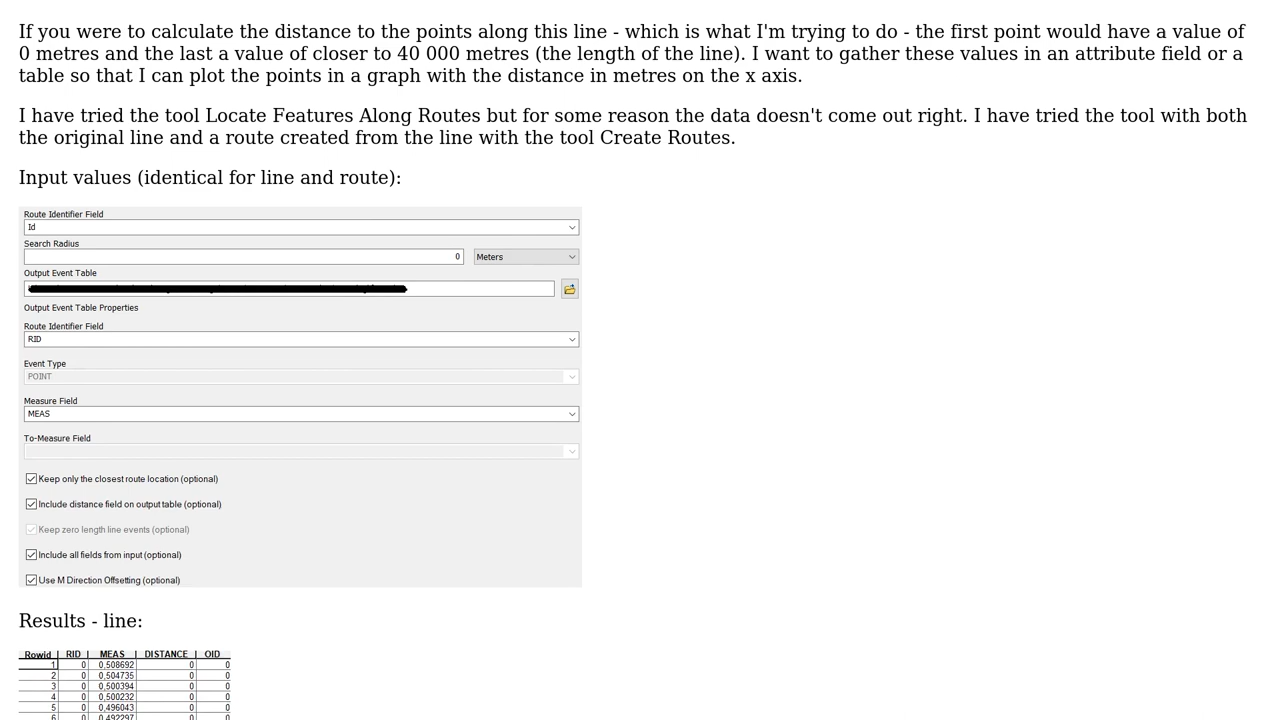 If you were to calculate the distance to the points along this line - which is what I'm trying to do - the first point would have a value of
0 metres and the last a value of closer to 40 000 metres (the length of the line). I want to gather these values in an attribute field or a
table so that I can plot the points in a graph with the distance in metres on the x axis.
I have tried the tool Locate Features Along Routes but for some reason the data doesn't come out right. I have tried the tool with both
the original line and a route created from the line with the tool Create Routes.
Input values (identical for line and route):
Route Identifier Field
Id
Search Radius
0 Meters
Output Event Table
Output Event Table Properties
Route Identifier Field
RID
Event Type
POINT
Measure Field
MEAS
To-Measure Field
Keep only the closest route location (optional)
Include distance field on output table (optional)
Keep zero length line events (optional)
Include all fields from input (optional)
Use M Direction Offsetting (optional)
Results - line:
Rowid RID MEAS DISTANCE OID
1 0 0,508692 0 0
2 0 0,504735 0 0
3 0 0,500394 0 0
4 0 0,500232 0 0
5 0 0,496043 0 0
6 0 0,492297 0 0